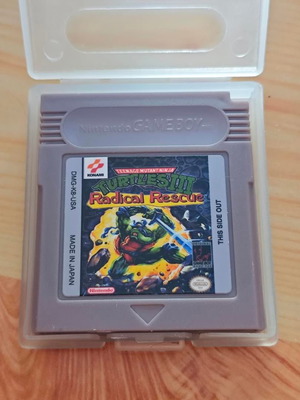 Nintendo GAME BOY
KONAMI
TEENAGE MUTANT NINJA
TURTLES III
Radical Rescue
DMG-K8-USA
MADE IN JAPAN
THIS SIDE OUT
Nintendo